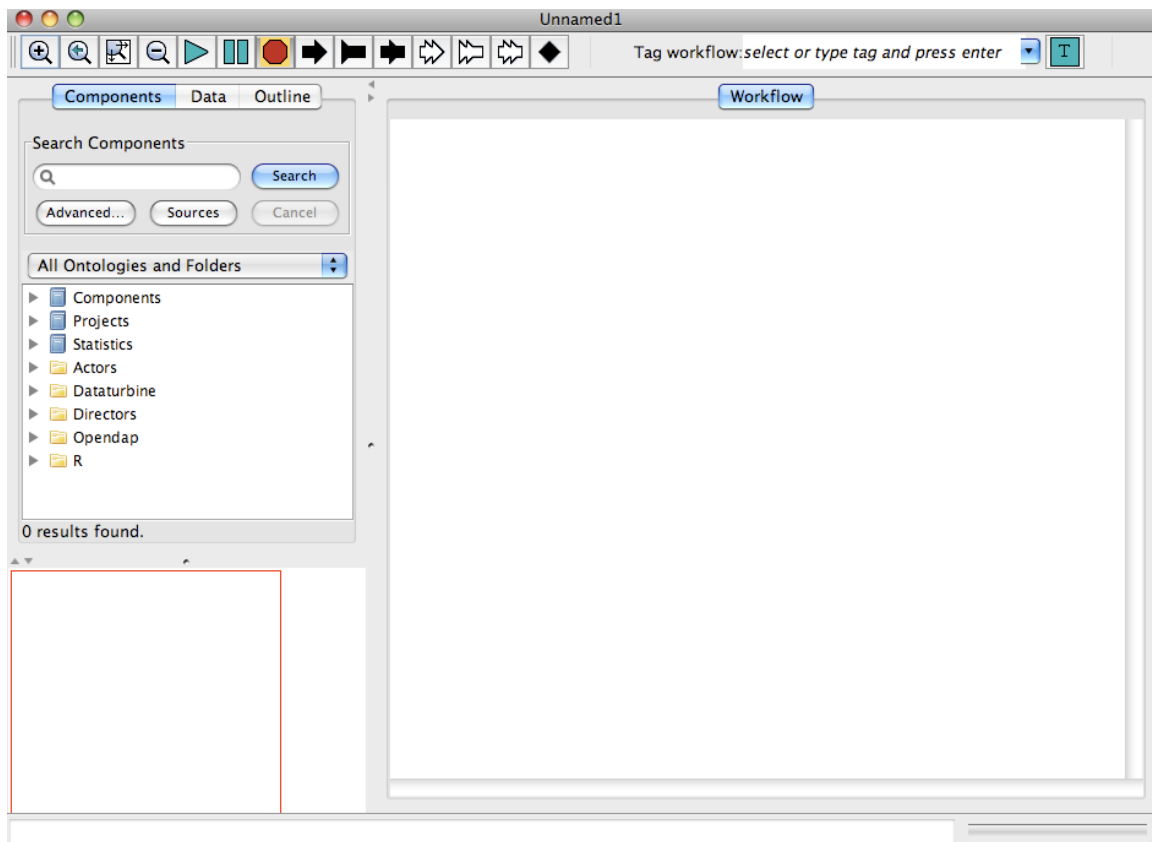 Unnamed1
Tag workflow: select or type tag and press enter
T
Components Data Outline
Workflow
Search Components
Search
Advanced... Sources Cancel
All Ontologies and Folders
Components
Projects
Statistics
Actors
Dataturbine
Directors
Opendap
R
0 results found.